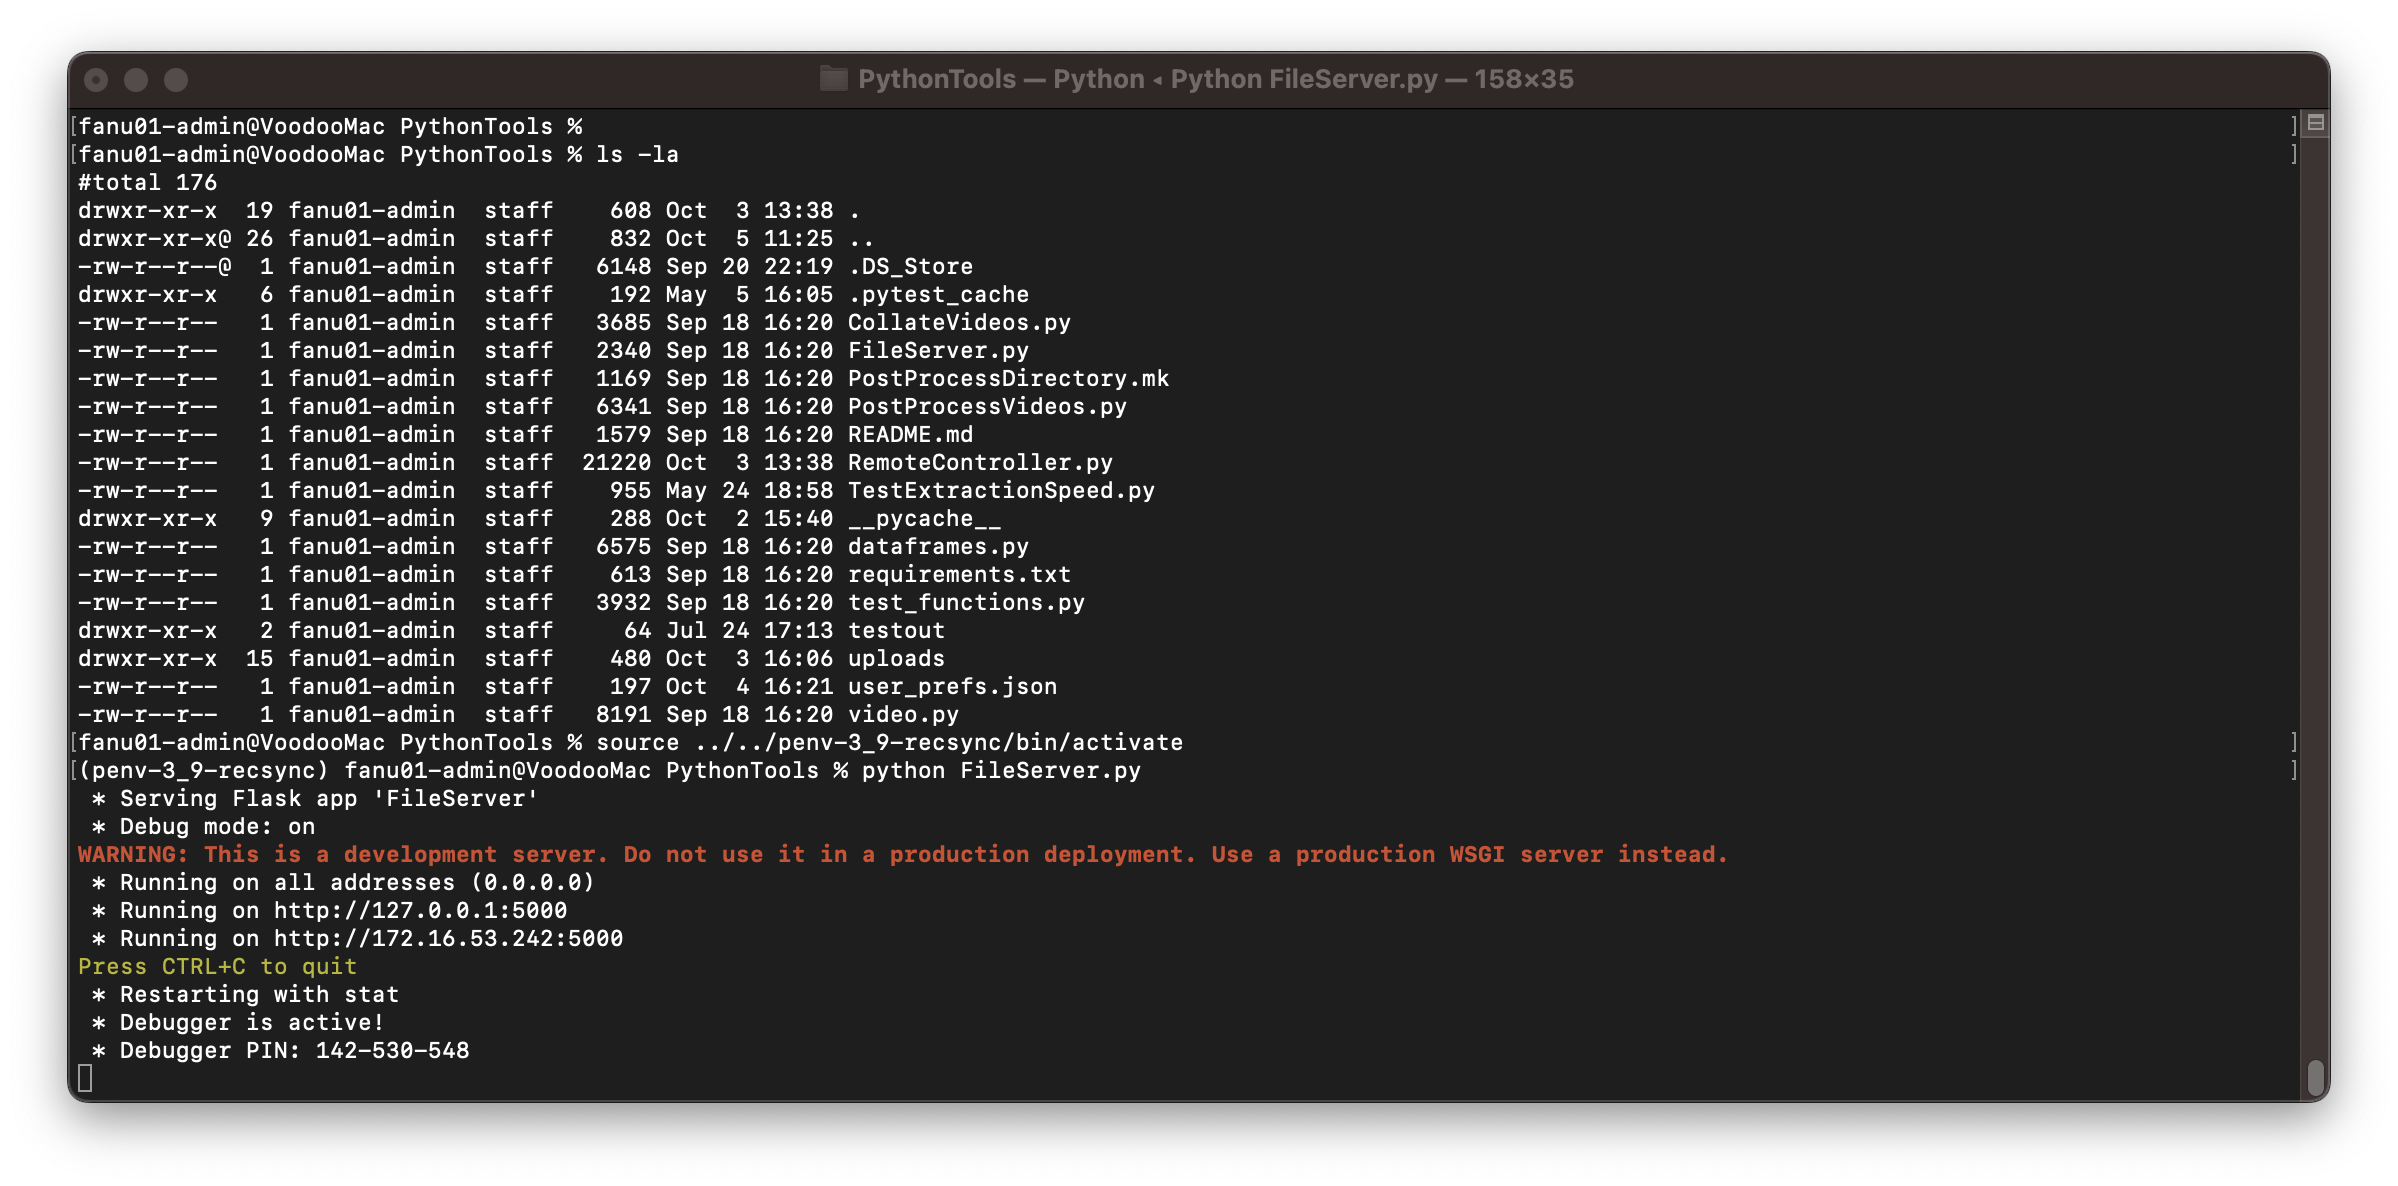 PythonTools — Python ◂ Python FileServer.py — 158×35
[fanu01-admin@VoodooMac PythonTools % ]
[fanu01-admin@VoodooMac PythonTools % ls -la ]
#total 176
drwxr-xr-x  19 fanu01-admin  staff    608 Oct  3 13:38 .
drwxr-xr-x@ 26 fanu01-admin  staff    832 Oct  5 11:25 ..
-rw-r--r--@  1 fanu01-admin  staff   6148 Sep 20 22:19 .DS_Store
drwxr-xr-x   6 fanu01-admin  staff    192 May  5 16:05 .pytest_cache
-rw-r--r--   1 fanu01-admin  staff   3685 Sep 18 16:20 CollateVideos.py
-rw-r--r--   1 fanu01-admin  staff   2340 Sep 18 16:20 FileServer.py
-rw-r--r--   1 fanu01-admin  staff   1169 Sep 18 16:20 PostProcessDirectory.mk
-rw-r--r--   1 fanu01-admin  staff   6341 Sep 18 16:20 PostProcessVideos.py
-rw-r--r--   1 fanu01-admin  staff   1579 Sep 18 16:20 README.md
-rw-r--r--   1 fanu01-admin  staff  21220 Oct  3 13:38 RemoteController.py
-rw-r--r--   1 fanu01-admin  staff    955 May 24 18:58 TestExtractionSpeed.py
drwxr-xr-x   9 fanu01-admin  staff    288 Oct  2 15:40 __pycache__
-rw-r--r--   1 fanu01-admin  staff   6575 Sep 18 16:20 dataframes.py
-rw-r--r--   1 fanu01-admin  staff    613 Sep 18 16:20 requirements.txt
-rw-r--r--   1 fanu01-admin  staff   3932 Sep 18 16:20 test_functions.py
drwxr-xr-x   2 fanu01-admin  staff     64 Jul 24 17:13 testout
drwxr-xr-x  15 fanu01-admin  staff    480 Oct  3 16:06 uploads
-rw-r--r--   1 fanu01-admin  staff    197 Oct  4 16:21 user_prefs.json
-rw-r--r--   1 fanu01-admin  staff   8191 Sep 18 16:20 video.py
[fanu01-admin@VoodooMac PythonTools % source ../../penv-3_9-recsync/bin/activate ]
[(penv-3_9-recsync) fanu01-admin@VoodooMac PythonTools % python FileServer.py ]
 * Serving Flask app 'FileServer'
 * Debug mode: on
WARNING: This is a development server. Do not use it in a production deployment. Use a production WSGI server instead.
 * Running on all addresses (0.0.0.0)
 * Running on http://127.0.0.1:5000
 * Running on http://172.16.53.242:5000
Press CTRL+C to quit
 * Restarting with stat
 * Debugger is active!
 * Debugger PIN: 142-530-548